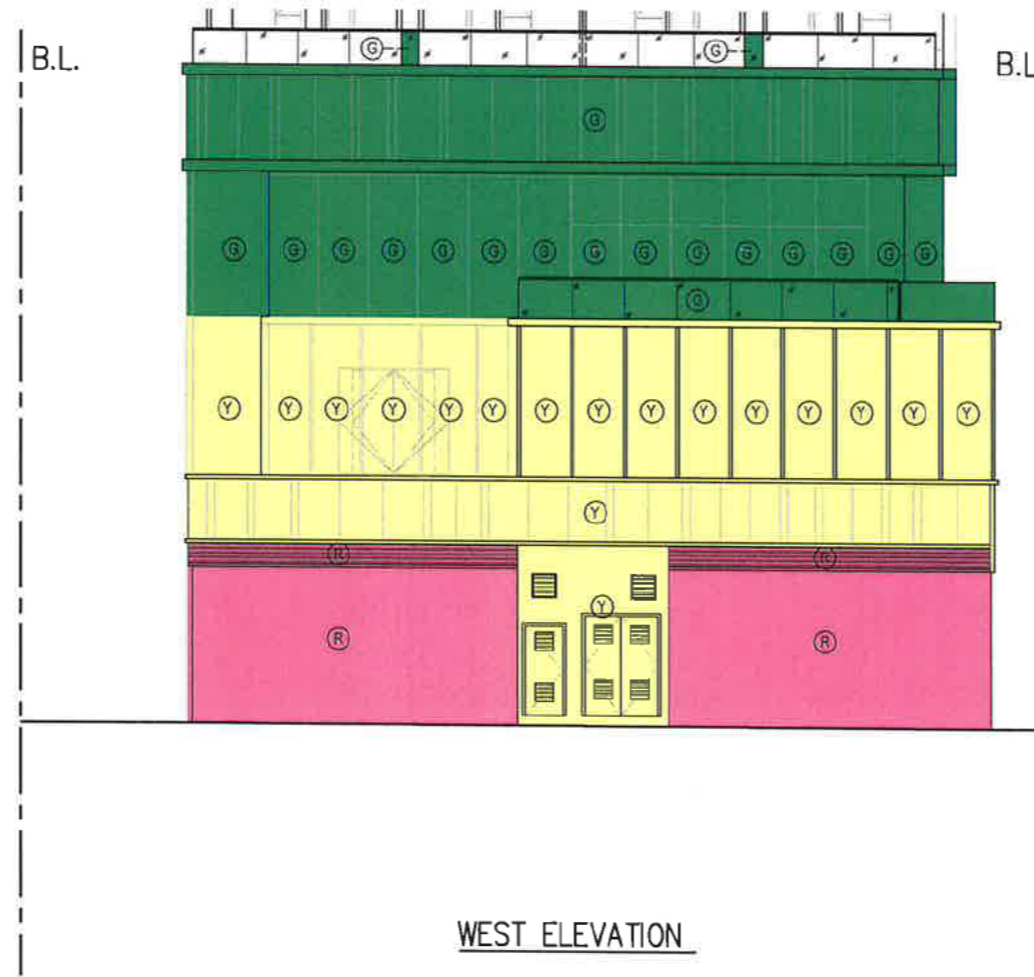 B.L.
B.L
G G
G
G G G G G G G G G G G G G G
G
Y Y Y Y Y Y Y Y Y Y Y Y Y Y Y
Y
R R
Y
R R
WEST ELEVATION